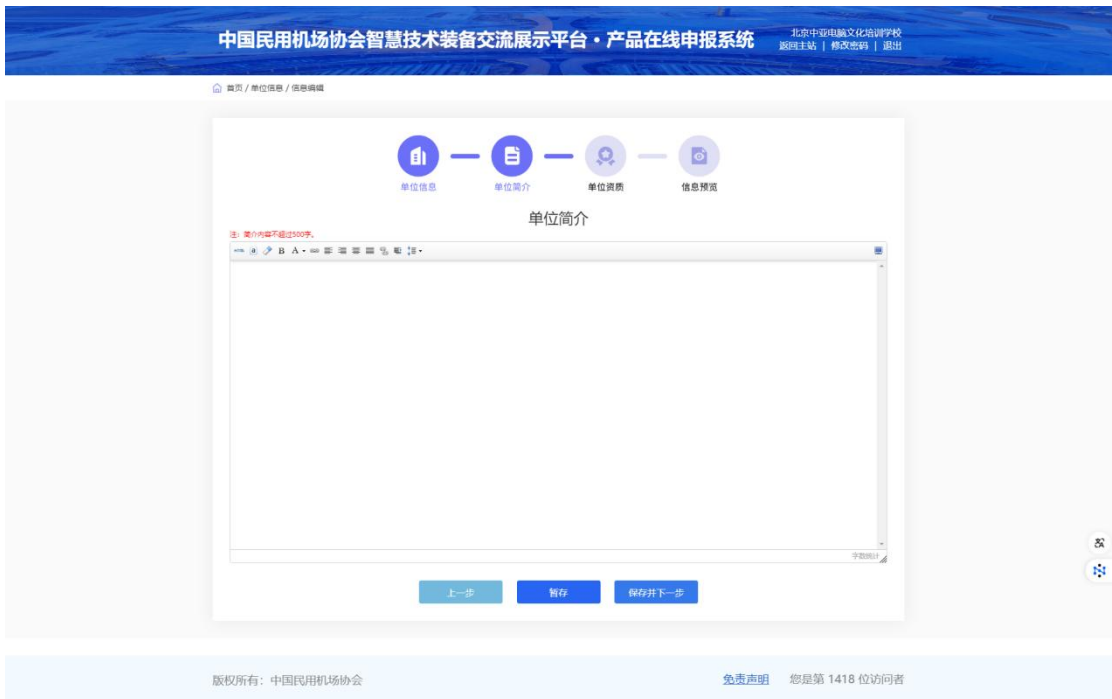 中国民用机场协会智慧技术装备交流展示平台·产品在线申报系统
北京中亚电脑文化培训学校
返回主站 | 修改密码 | 退出
首页 / 单位信息 / 信息编辑
单位信息
单位简介
单位资质
信息预览
单位简介
注：简介内容不超过500字。
HTML
B A
字数统计
上一步
暂存
保存并下一步
版权所有：中国民用机场协会
免责声明
您是第 1418 位访问者